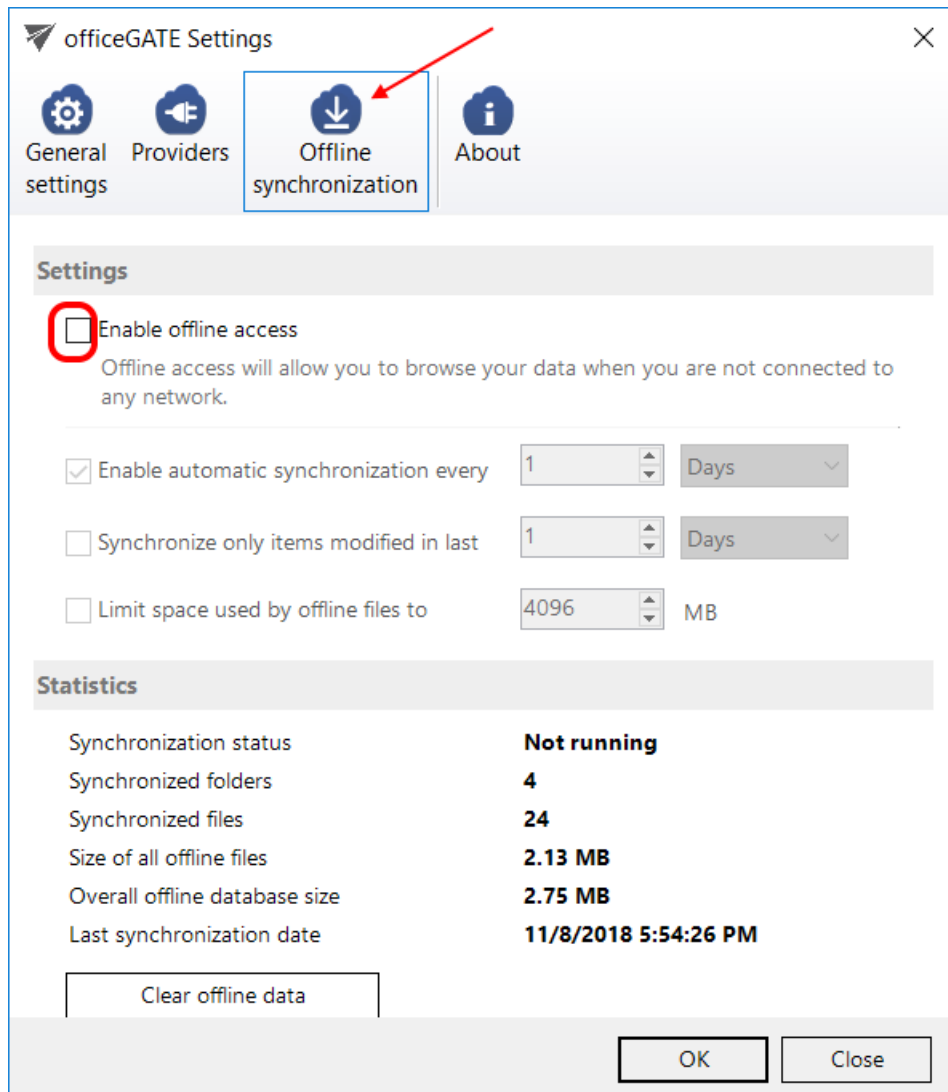 officeGATE Settings
General
settings
Providers
Offline
synchronization
About
Settings
Enable offline access
Offline access will allow you to browse your data when you are not connected to
any network.
Enable automatic synchronization every 1 Days
Synchronize only items modified in last 1 Days
Limit space used by offline files to 4096 MB
Statistics
Synchronization status Not running
Synchronized folders 4
Synchronized files 24
Size of all offline files 2.13 MB
Overall offline database size 2.75 MB
Last synchronization date 11/8/2018 5:54:26 PM
Clear offline data
OK Close